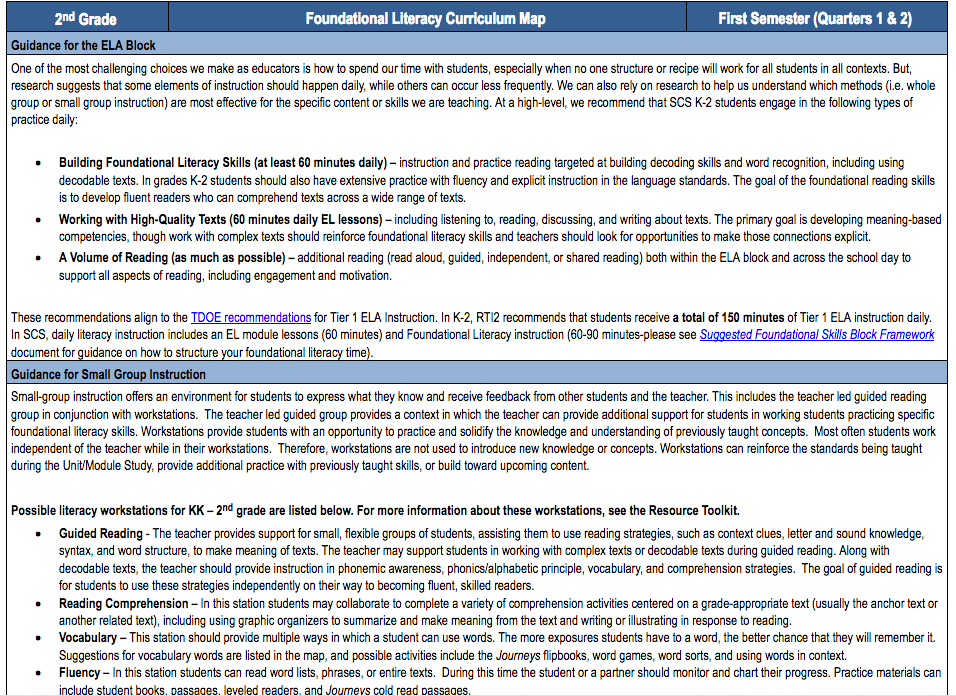 2nd Grade
Foundational Literacy Curriculum Map
First Semester (Quarters 1 & 2)
Guidance for the ELA Block
One of the most challenging choices we make as educators is how to spend our time with students, especially when no one structure or recipe will work for all students in all contexts. But,
research suggests that some elements of instruction should happen daily, while others can occur less frequently. We can also rely on research to help us understand which methods (i.e. whole
group or small group instruction) are most effective for the specific content or skills we are teaching. At a high-level, we recommend that SCS K-2 students engage in the following types of
practice daily:
• Building Foundational Literacy Skills (at least 60 minutes daily) – instruction and practice reading targeted at building decoding skills and word recognition, including using
decodable texts. In grades K-2 students should also have extensive practice with fluency and explicit instruction in the language standards. The goal of the foundational reading skills
is to develop fluent readers who can comprehend texts across a wide range of texts.
• Working with High-Quality Texts (60 minutes daily EL lessons) – including listening to, reading, discussing, and writing about texts. The primary goal is developing meaning-based
competencies, though work with complex texts should reinforce foundational literacy skills and teachers should look for opportunities to make those connections explicit.
• A Volume of Reading (as much as possible) – additional reading (read aloud, guided, independent, or shared reading) both within the ELA block and across the school day to
support all aspects of reading, including engagement and motivation.
These recommendations align to the TDOE recommendations for Tier 1 ELA Instruction. In K-2, RTI2 recommends that students receive a total of 150 minutes of Tier 1 ELA instruction daily.
In SCS, daily literacy instruction includes an EL module lessons (60 minutes) and Foundational Literacy instruction (60-90 minutes-please see Suggested Foundational Skills Block Framework
document for guidance on how to structure your foundational literacy time).
Guidance for Small Group Instruction
Small-group instruction offers an environment for students to express what they know and receive feedback from other students and the teacher. This includes the teacher led guided reading
group in conjunction with workstations. The teacher led guided group provides a context in which the teacher can provide additional support for students in working students practicing specific
foundational literacy skills. Workstations provide students with an opportunity to practice and solidify the knowledge and understanding of previously taught concepts. Most often students work
independent of the teacher while in their workstations. Therefore, workstations are not used to introduce new knowledge or concepts. Workstations can reinforce the standards being taught
during the Unit/Module Study, provide additional practice with previously taught skills, or build toward upcoming content.
Possible literacy workstations for KK – 2nd grade are listed below. For more information about these workstations, see the Resource Toolkit.
• Guided Reading - The teacher provides support for small, flexible groups of students, assisting them to use reading strategies, such as context clues, letter and sound knowledge,
syntax, and word structure, to make meaning of texts. The teacher may support students in working with complex texts or decodable texts during guided reading. Along with
decodable texts, the teacher should provide instruction in phonemic awareness, phonics/alphabetic principle, vocabulary, and comprehension strategies. The goal of guided reading is
for students to use these strategies independently on their way to becoming fluent, skilled readers.
• Reading Comprehension – In this station students may collaborate to complete a variety of comprehension activities centered on a grade-appropriate text (usually the anchor text or
another related text), including using graphic organizers to summarize and make meaning from the text and writing or illustrating in response to reading.
• Vocabulary – This station should provide multiple ways in which a student can use words. The more exposures students have to a word, the better chance that they will remember it.
Suggestions for vocabulary words are listed in the map, and possible activities include the Journeys flipbooks, word games, word sorts, and using words in context.
• Fluency – In this station students can read word lists, phrases, or entire texts. During this time the student or a partner should monitor and chart their progress. Practice materials can
include student books, passages, leveled readers, and Journeys cold read passages.